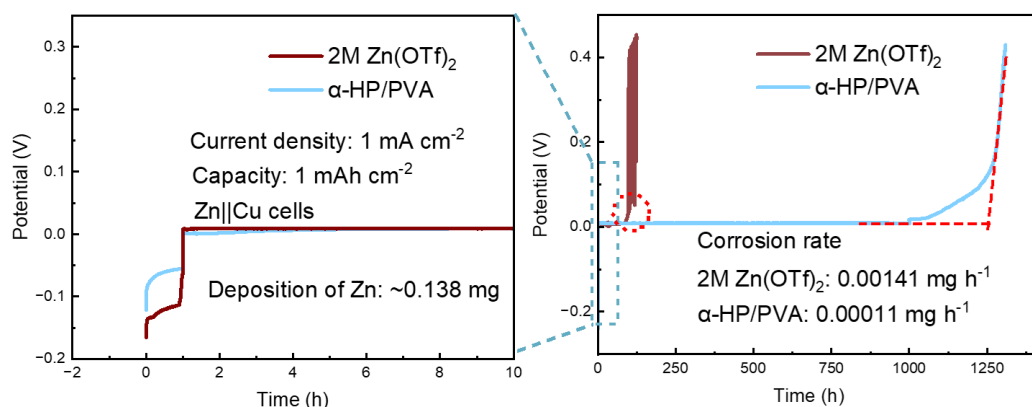 0.3
0.2
0.1
0.0
−0.1
−0.2
Potential (V)
2M Zn(OTf)₂
α-HP/PVA
Current density: 1 mA cm⁻²
Capacity: 1 mAh cm⁻²
Zn||Cu cells
Deposition of Zn: ~0.138 mg
−2 0 2 4 6 8 10
Time (h)
0.4
0.2
0.0
−0.2
Potential (V)
2M Zn(OTf)₂
α-HP/PVA
Corrosion rate
2M Zn(OTf)₂: 0.00141 mg h⁻¹
α-HP/PVA: 0.00011 mg h⁻¹
0 250 500 750 1000 1250
Time (h)